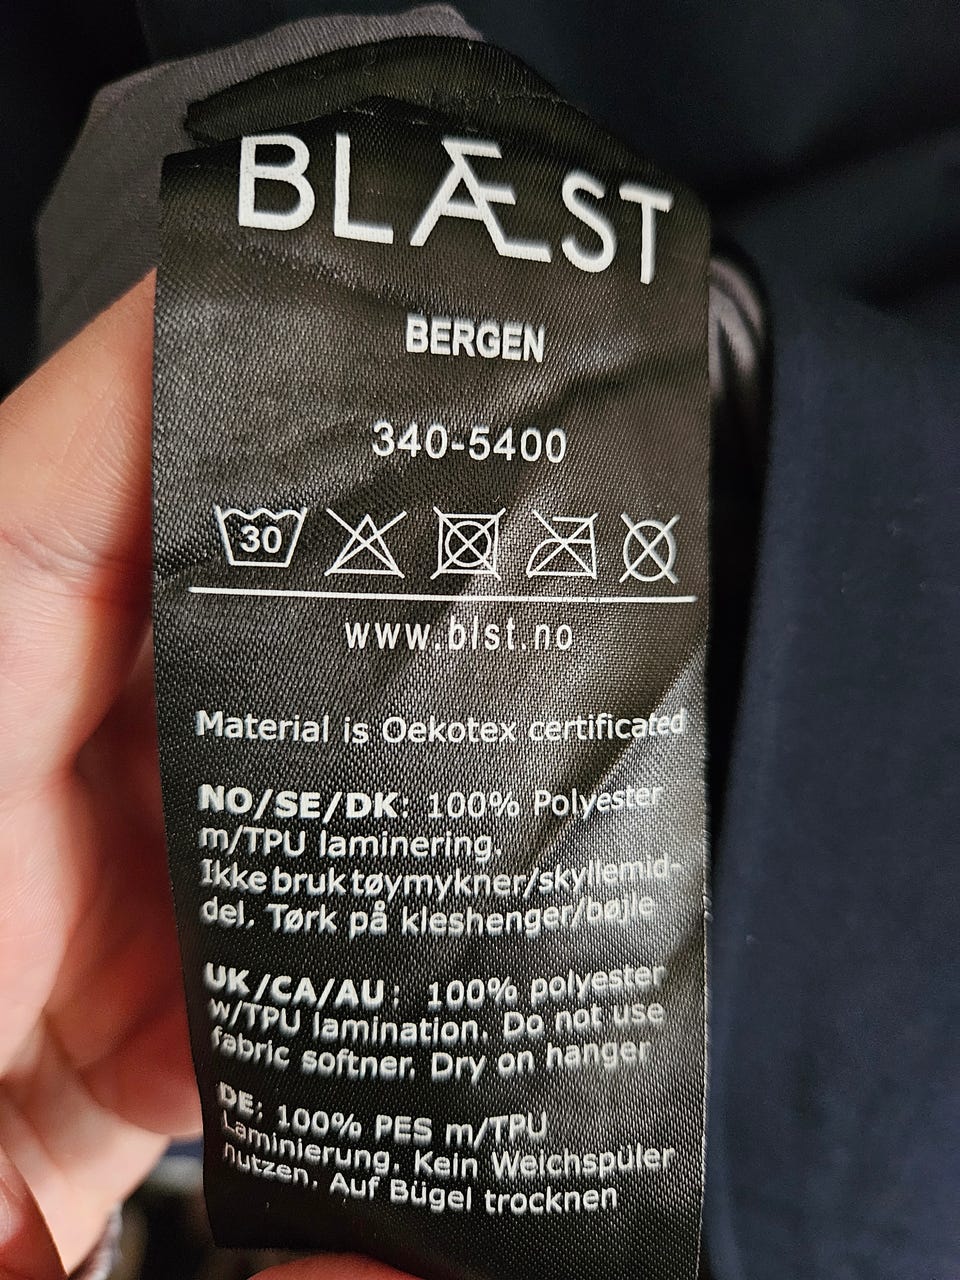 BLÆST
BERGEN
340-5400
30
www.blst.no
Material is Oekotex certificated
NO/SE/DK: 100% Polyester
m/TPU laminering.
Ikke bruk tøymykner/skyllemid-
del. Tørk på kleshenger/bøjle
UK/CA/AU: 100% polyester
w/TPU lamination. Do not use
fabric softner. Dry on hanger
DE: 100% PES m/TPU
Laminierung. Kein Weichspüler
nutzen. Auf Bügel trocknen